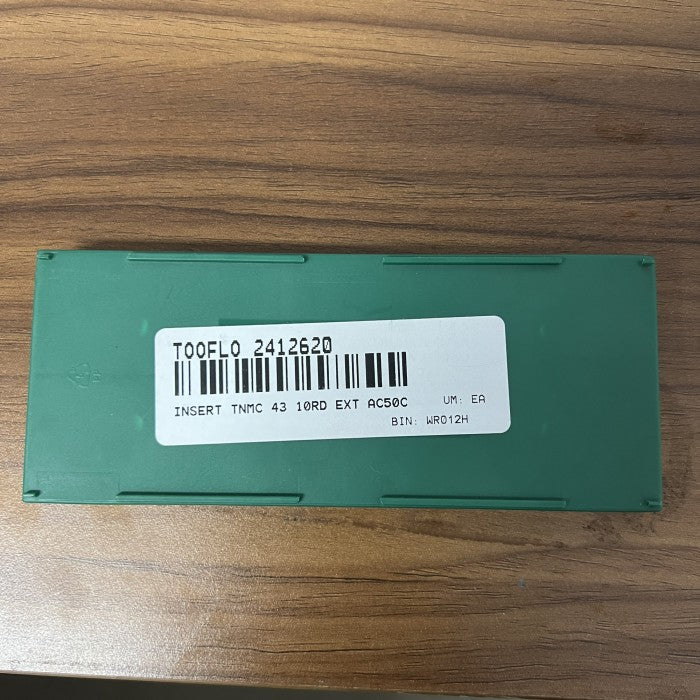 TOOFLO 2412620
INSERT TNMC 43 10RD EXT AC50C UM: EA
BIN: WR012H